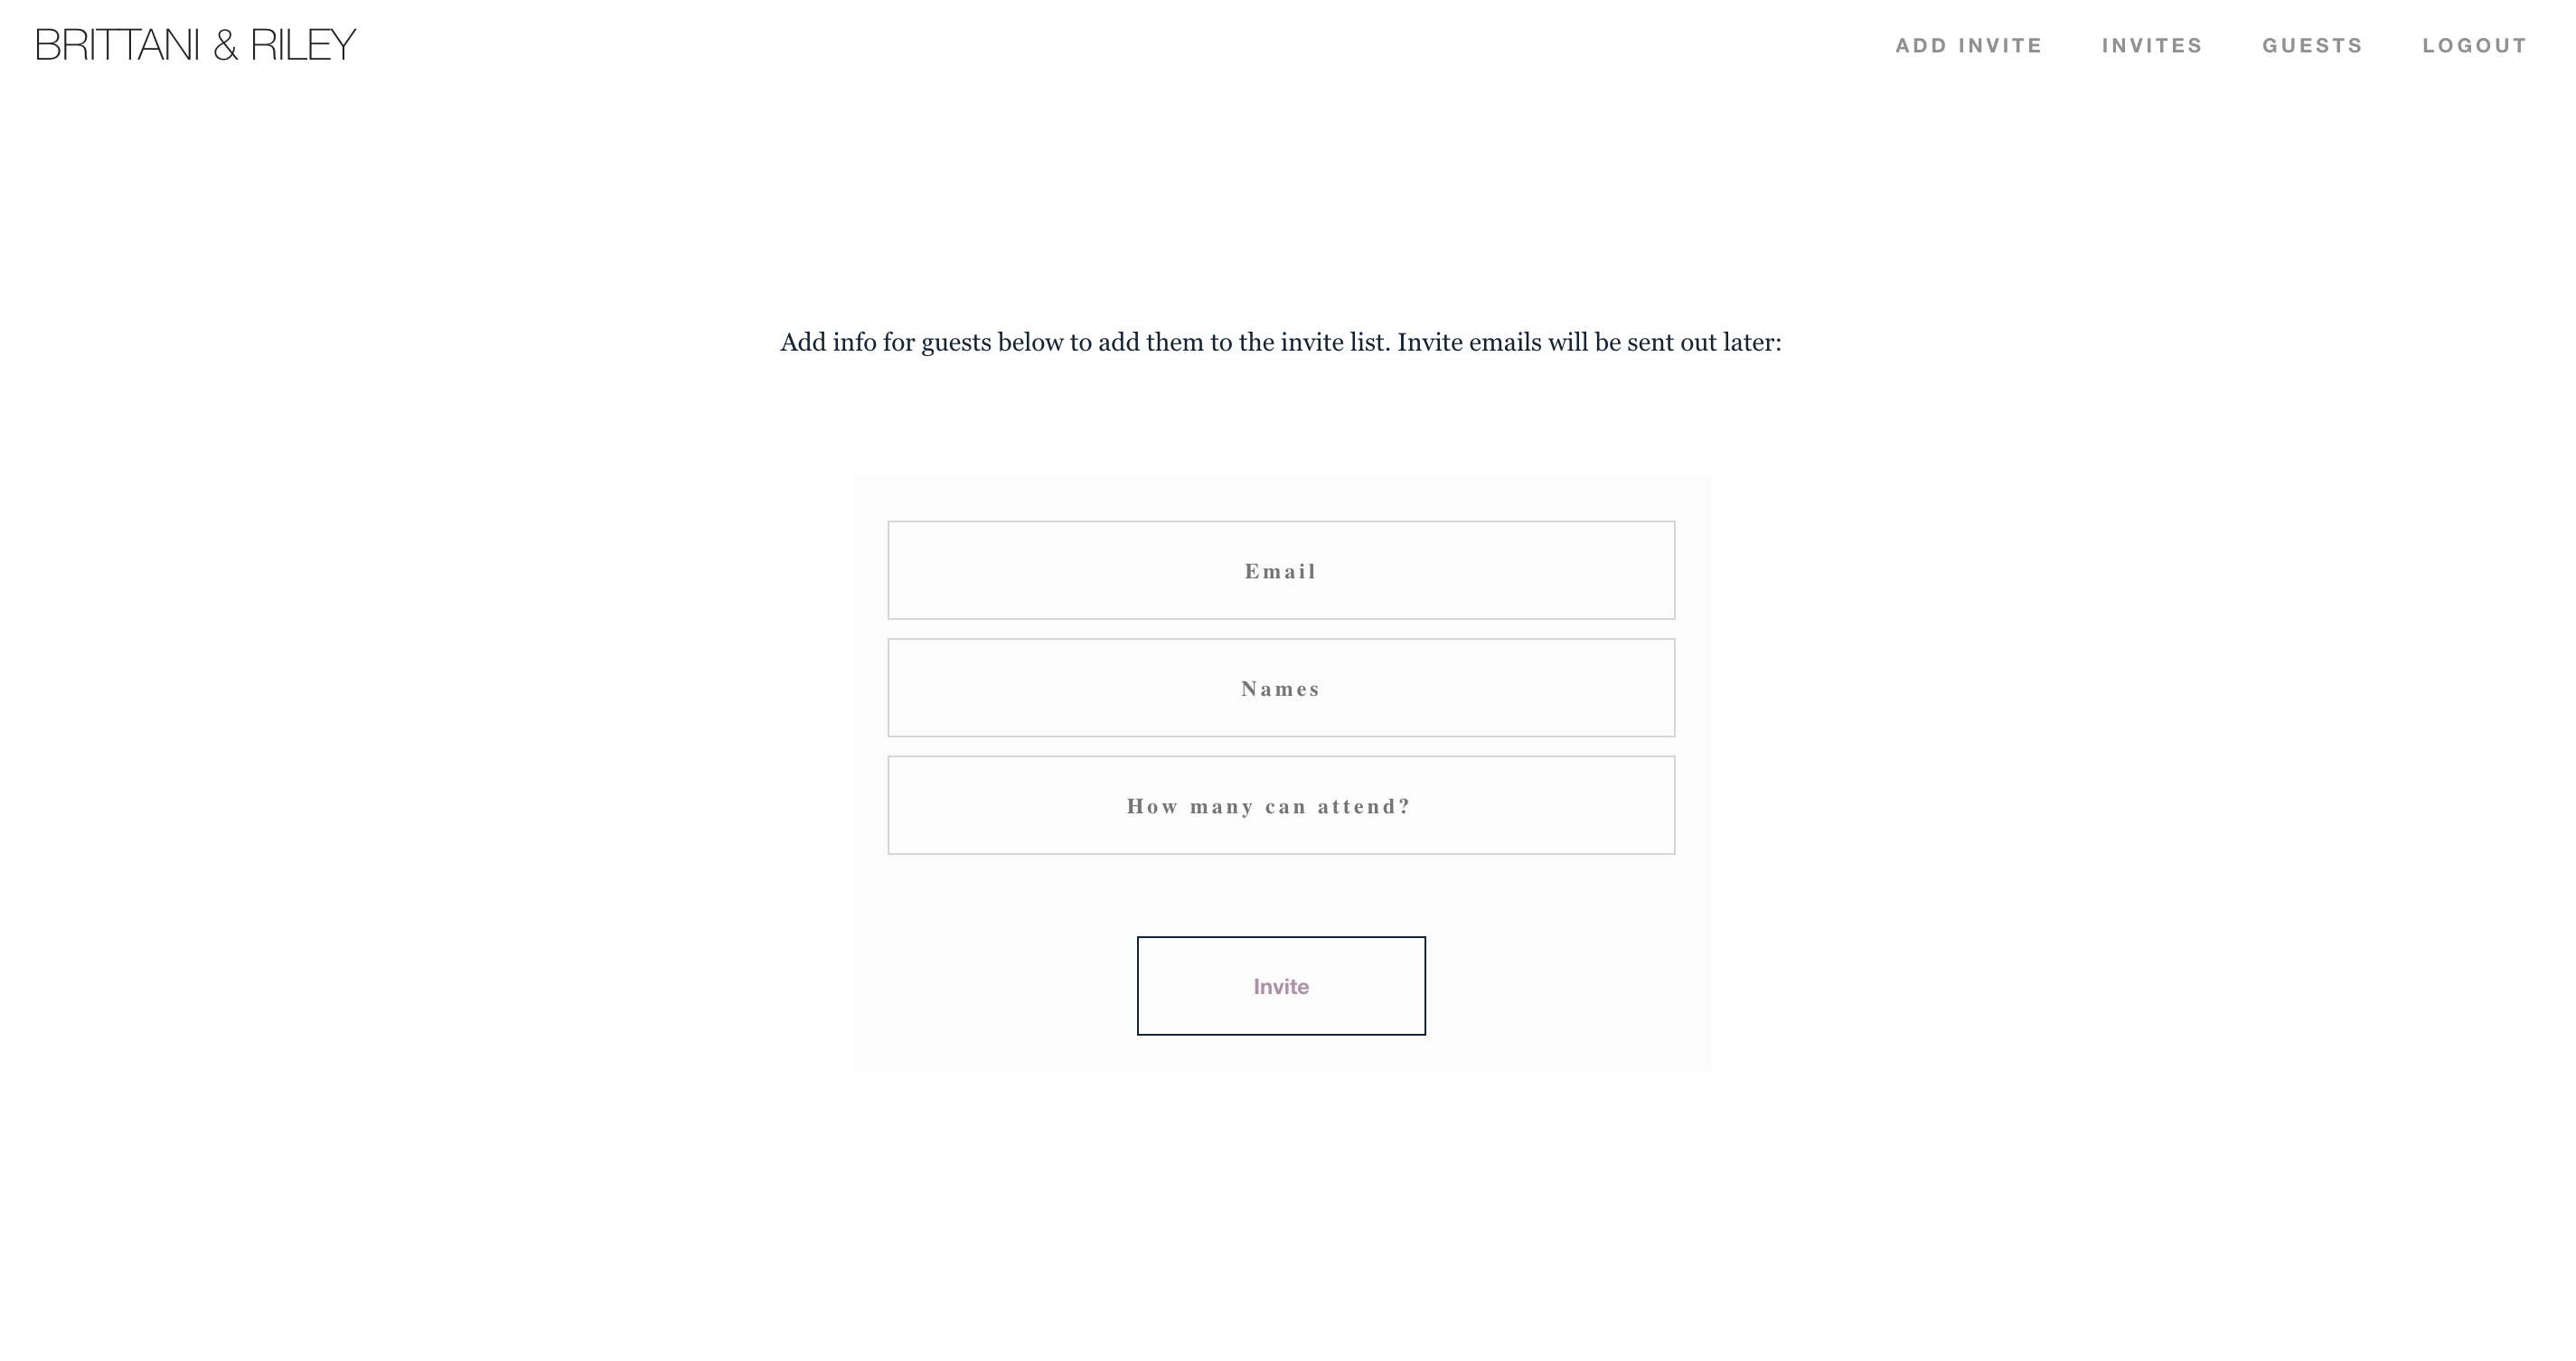 BRITTANI & RILEY
ADD INVITE INVITES GUESTS LOGOUT
Add info for guests below to add them to the invite list. Invite emails will be sent out later:
Email
Names
How many can attend?
Invite